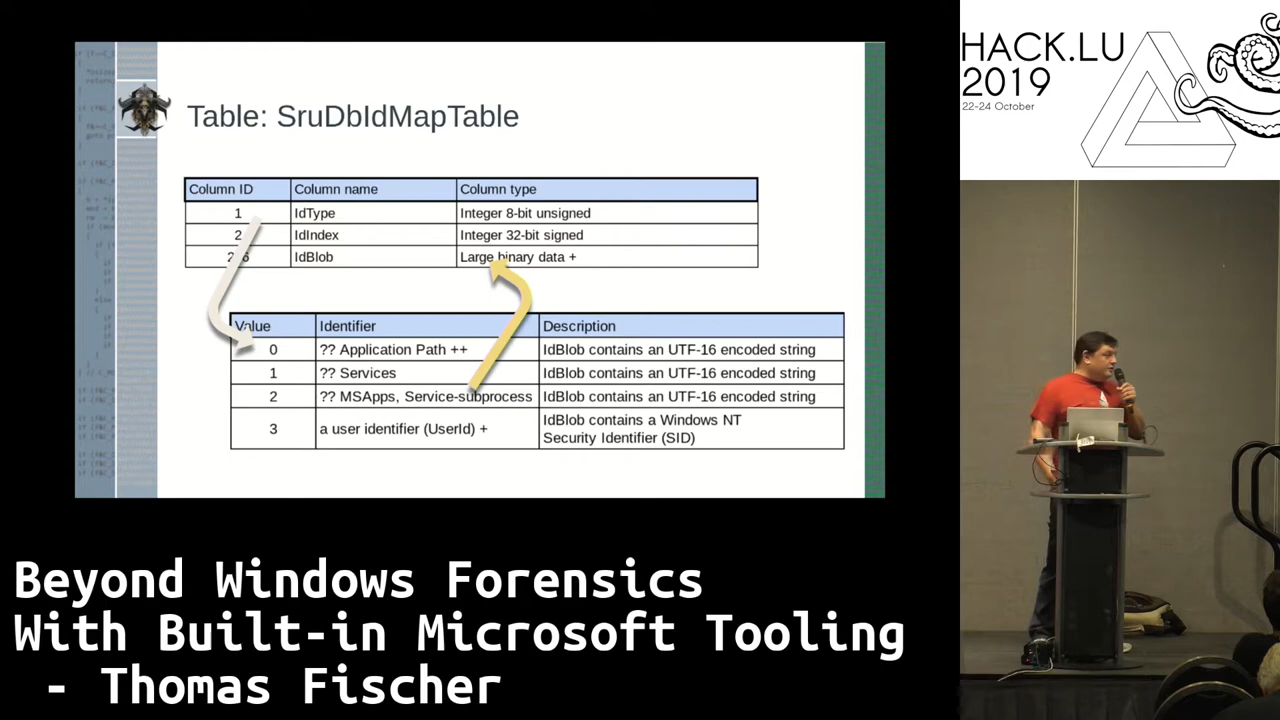 HACK.LU
2019
22-24 October
Table: SruDbIdMapTable
Column ID Column name Column type
1 IdType Integer 8-bit unsigned
2 IdIndex Integer 32-bit signed
IdBlob Large binary data +
Value Identifier Description
0 ?? Application Path ++ IdBlob contains an UTF-16 encoded string
1 ?? Services IdBlob contains an UTF-16 encoded string
2 ?? MSApps, Service-subprocess IdBlob contains an UTF-16 encoded string
3 a user identifier (UserId) + IdBlob contains a Windows NT
Security Identifier (SID)
Beyond Windows Forensics
With Built-in Microsoft Tooling
- Thomas Fischer